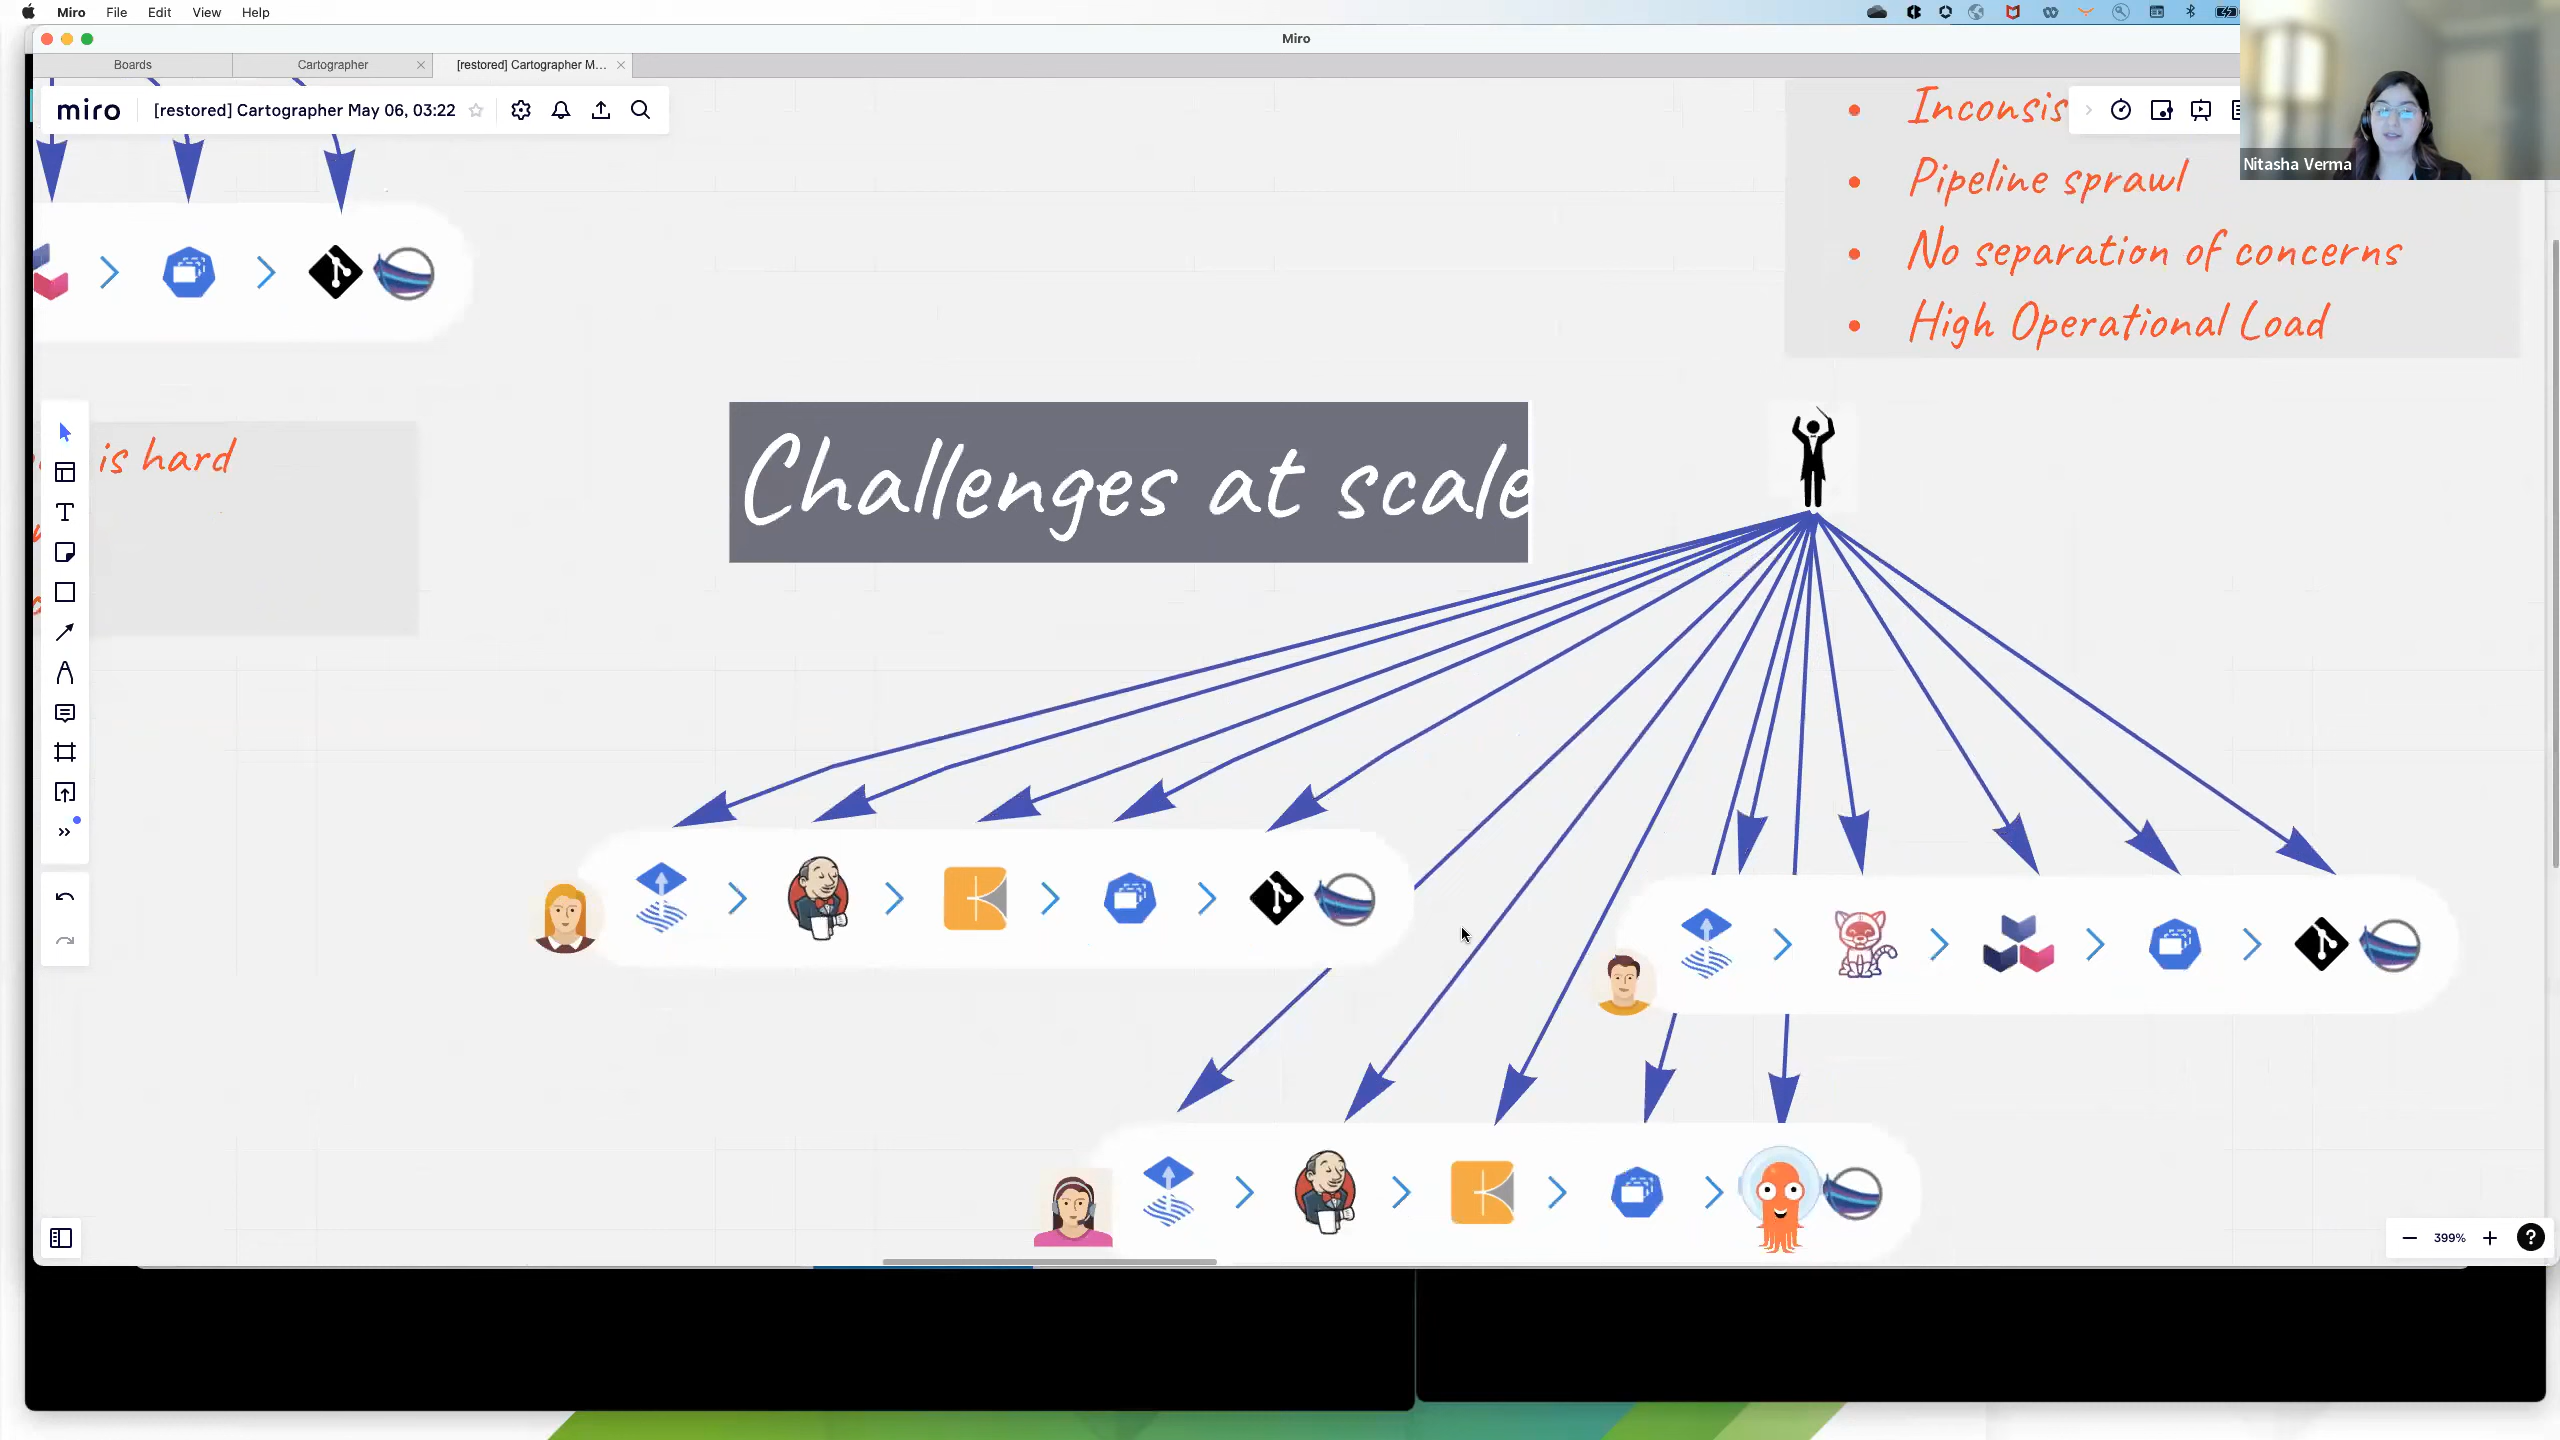 Miro File Edit View Help
Miro
Boards
Cartographer
[restored] Cartographer M...
miro
[restored] Cartographer May 06, 03:22
Nitasha Verma
Inconsis
Pipeline sprawl
No separation of concerns
High Operational Load
is hard
Challenges at scale
399%